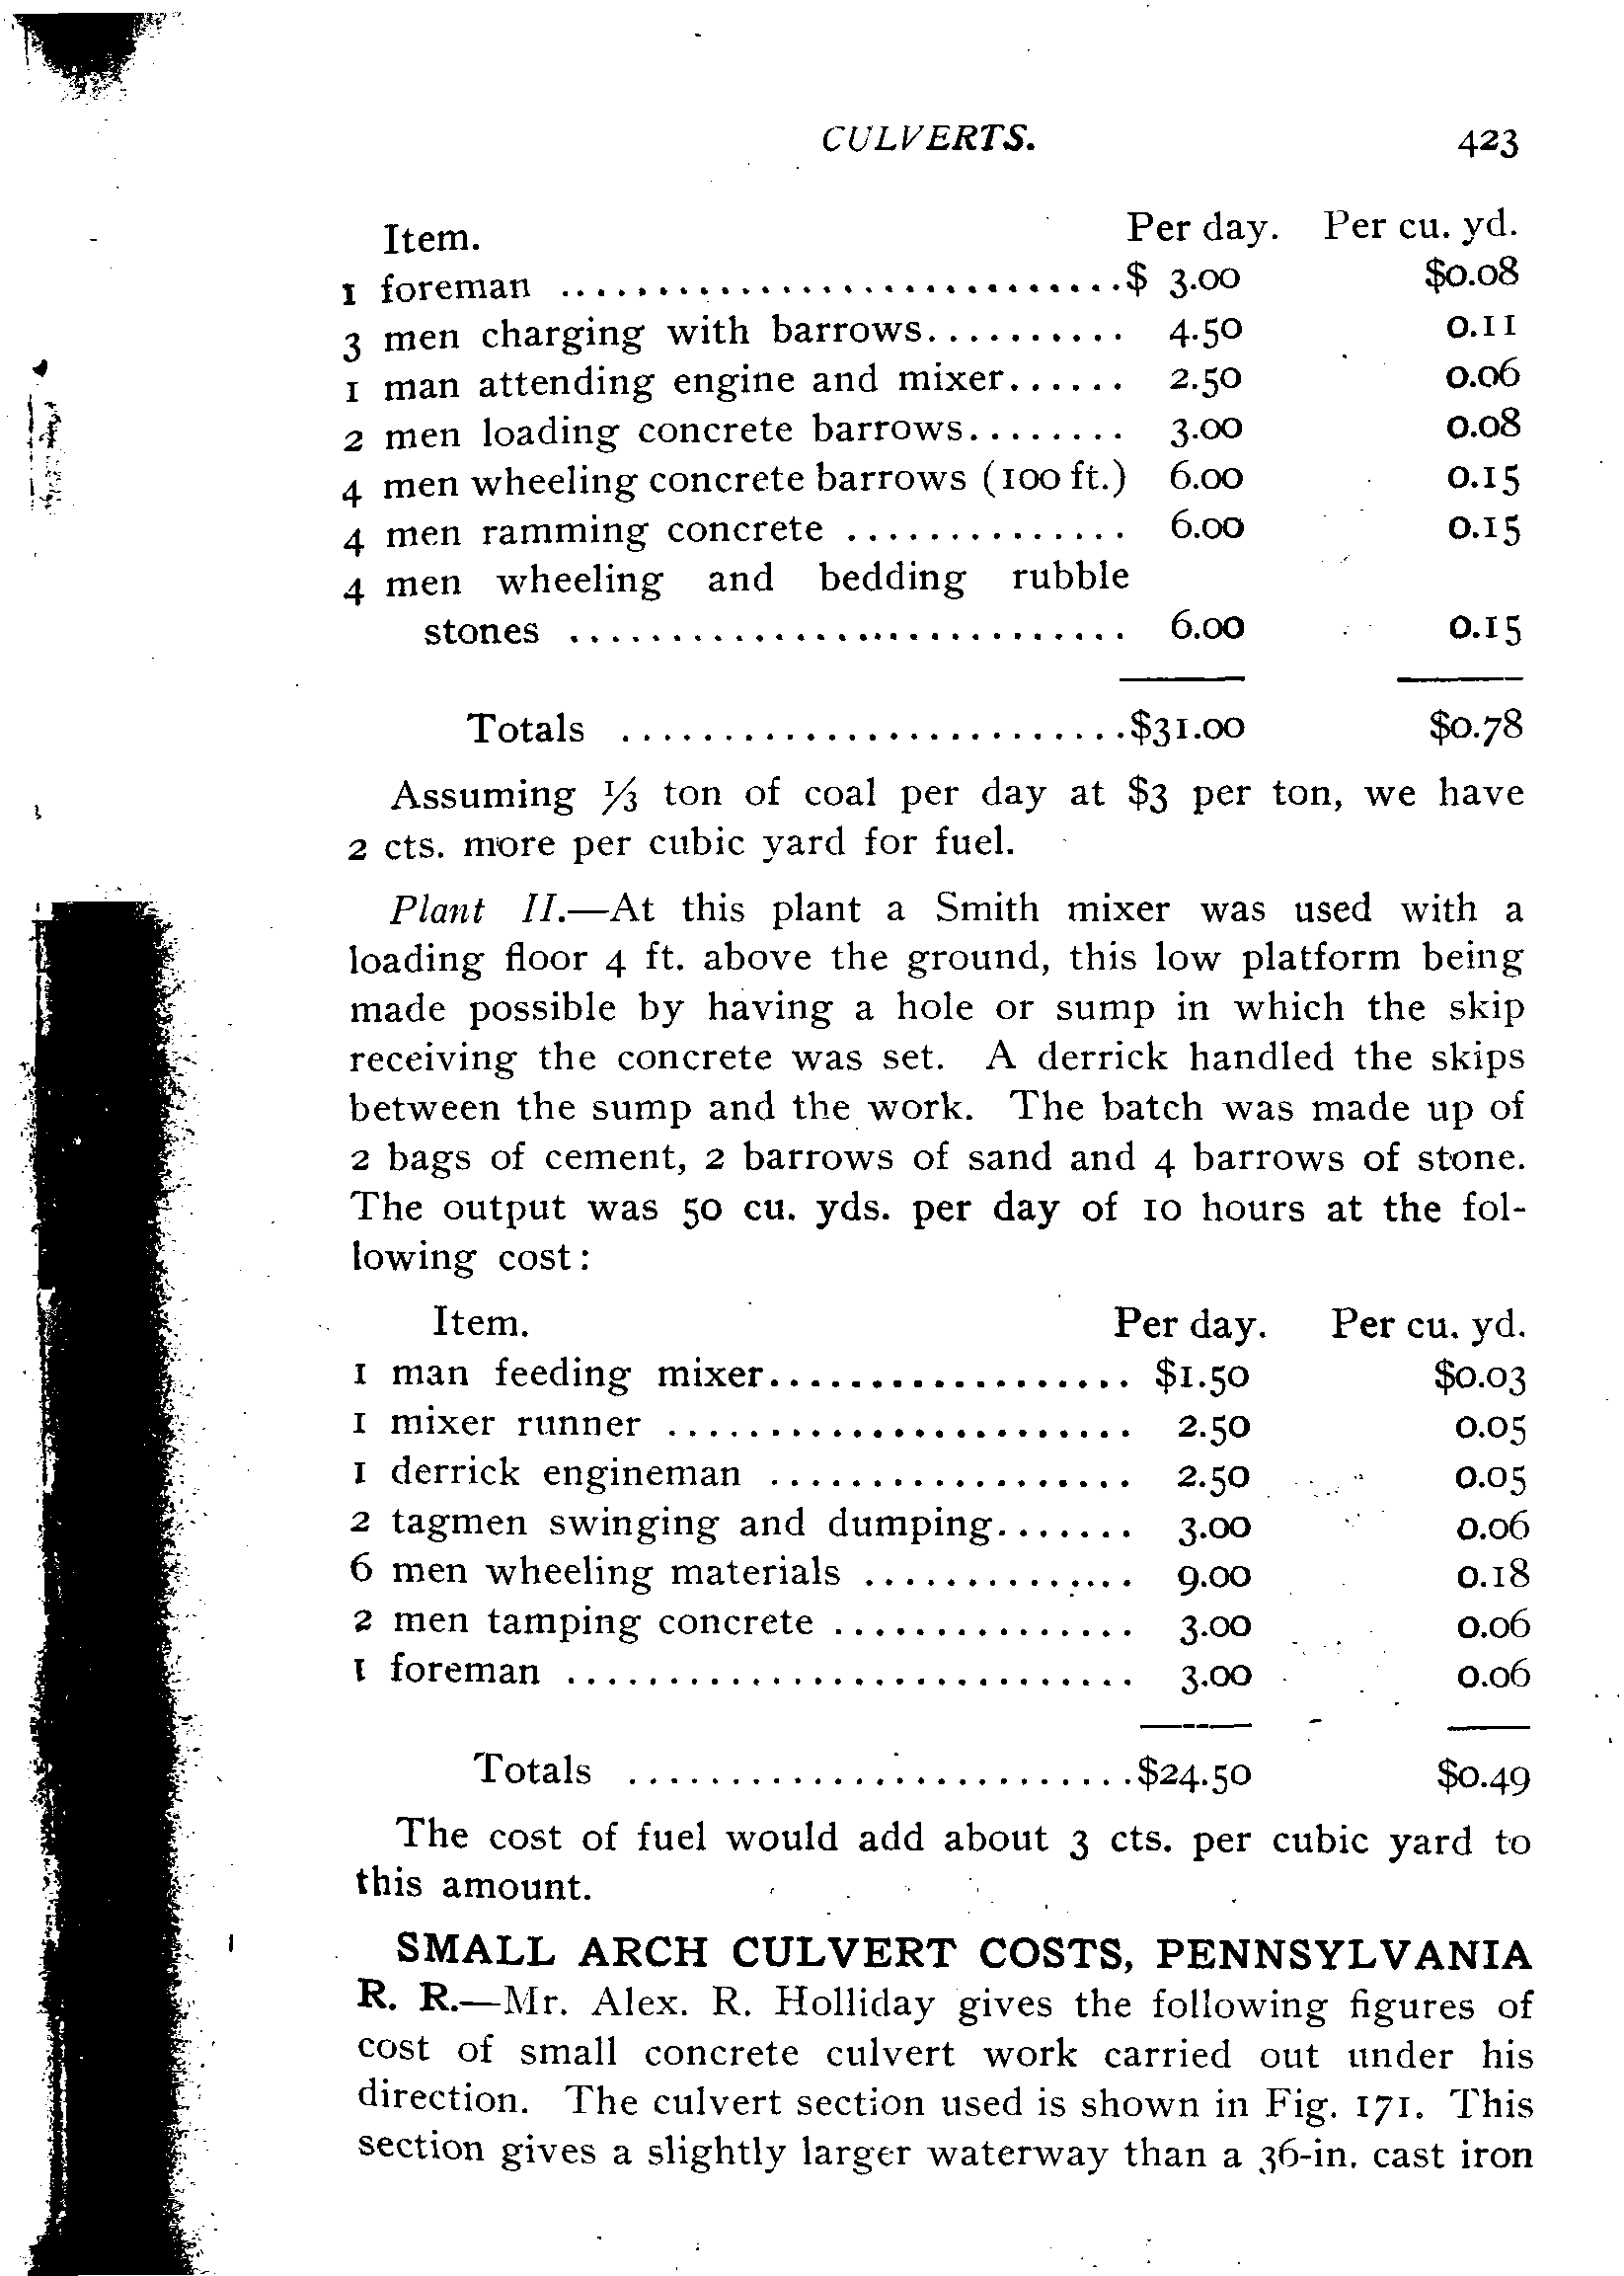 CULVERTS. 423
Item. Per day. Per cu. yd.
1 foreman ............................$ 3.00 $0.08
3 men charging with barrows.......... 4.50 0.11
1 man attending engine and mixer...... 2.50 0.06
2 men loading concrete barrows........ 3.00 0.08
4 men wheeling concrete barrows (100 ft.) 6.00 0.15
4 men ramming concrete .............. 6.00 0.15
4 men wheeling and bedding rubble
stones ............................ 6.00 0.15
Totals .........................$31.00 $0.78
Assuming ⅓ ton of coal per day at $3 per ton, we have
2 cts. more per cubic yard for fuel.
Plant II.—At this plant a Smith mixer was used with a
loading floor 4 ft. above the ground, this low platform being
made possible by having a hole or sump in which the skip
receiving the concrete was set. A derrick handled the skips
between the sump and the work. The batch was made up of
2 bags of cement, 2 barrows of sand and 4 barrows of stone.
The output was 50 cu. yds. per day of 10 hours at the fol-
lowing cost:
Item. Per day. Per cu. yd.
1 man feeding mixer.................. $1.50 $0.03
1 mixer runner ....................... 2.50 0.05
1 derrick engineman .................. 2.50 0.05
2 tagmen swinging and dumping....... 3.00 0.06
6 men wheeling materials ............. 9.00 0.18
2 men tamping concrete ............... 3.00 0.06
1 foreman ............................ 3.00 0.06
Totals .........................$24.50 $0.49
The cost of fuel would add about 3 cts. per cubic yard to
this amount.
SMALL ARCH CULVERT COSTS, PENNSYLVANIA
R. R.—Mr. Alex. R. Holliday gives the following figures of
cost of small concrete culvert work carried out under his
direction. The culvert section used is shown in Fig. 171. This
section gives a slightly larger waterway than a 36-in. cast iron